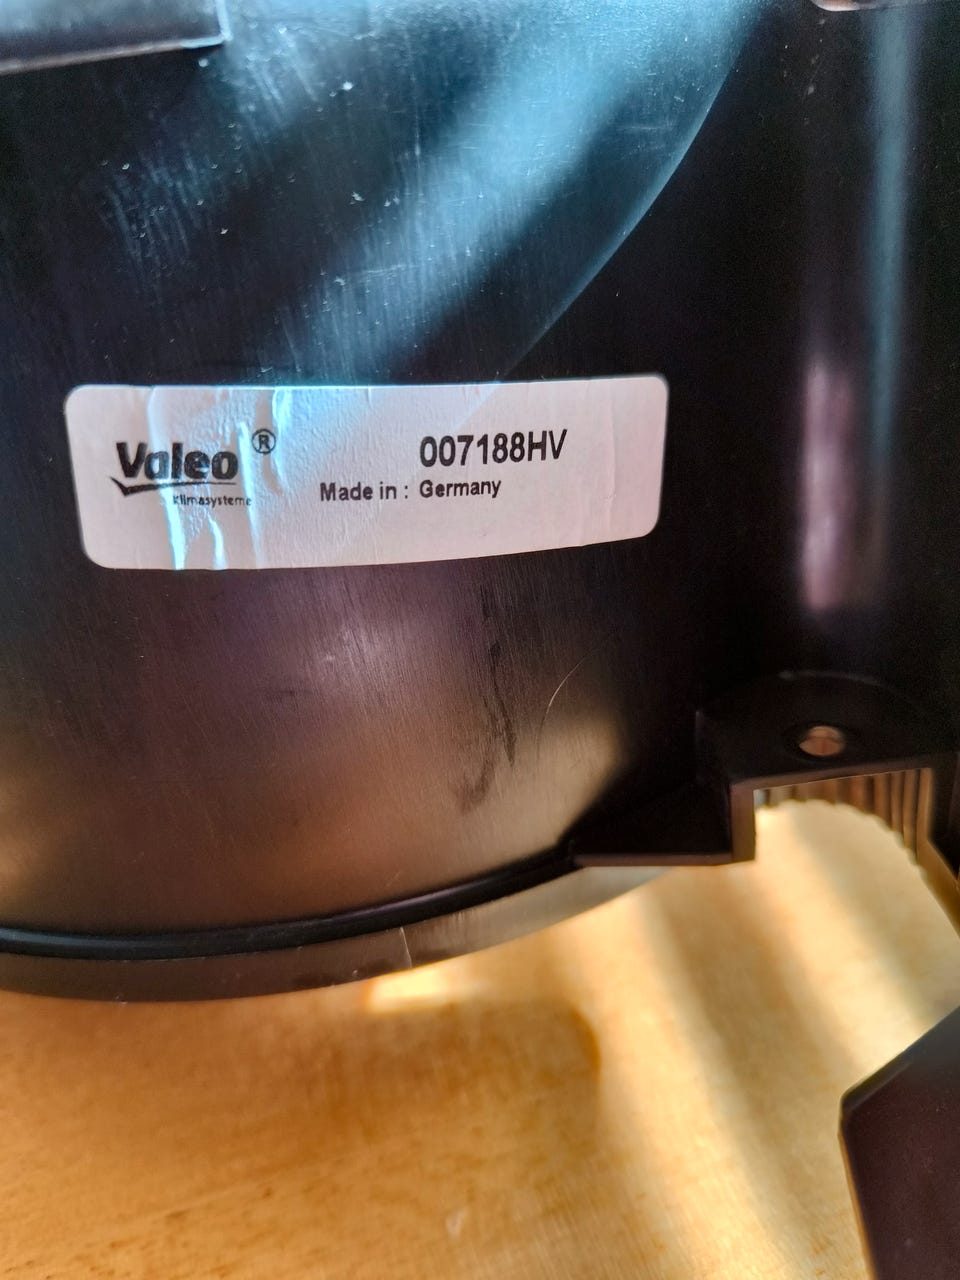 Valeo® 007188HV
klimasysteme Made in : Germany